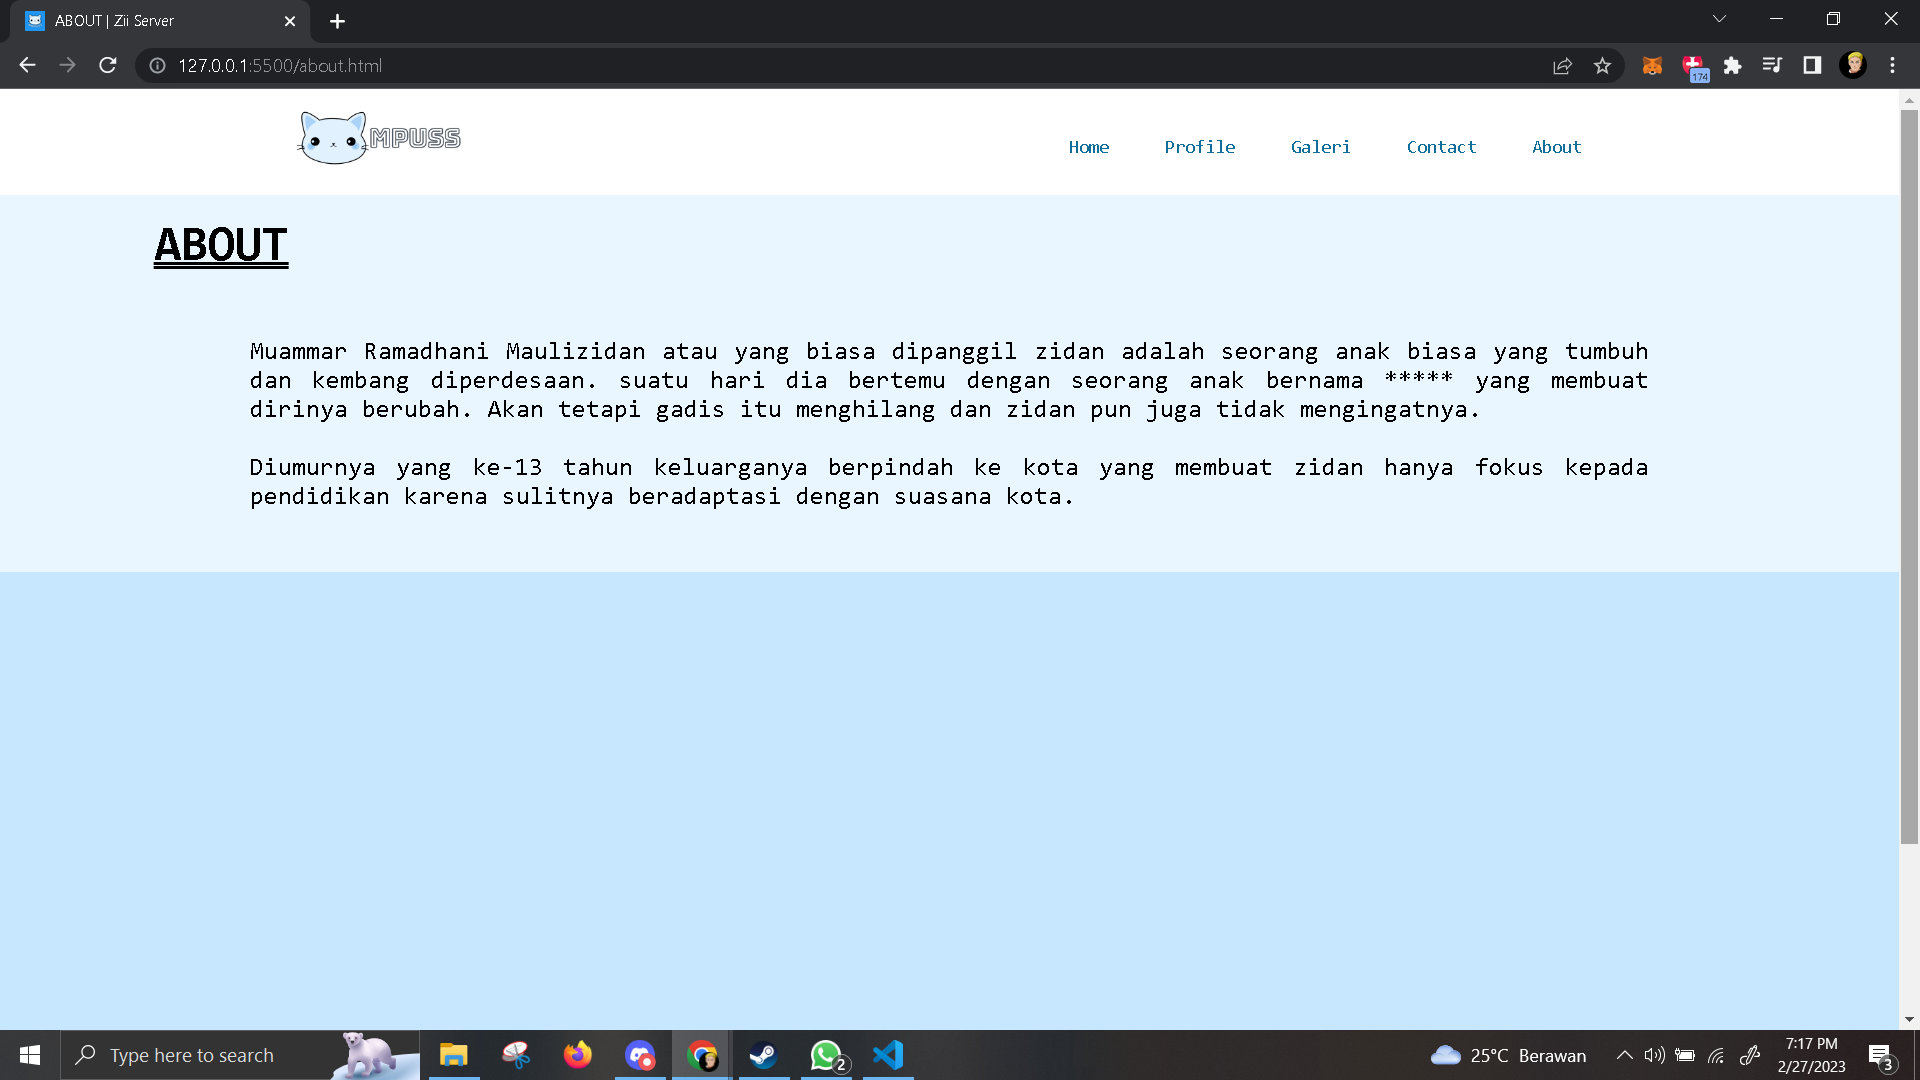 ABOUT | Zii Server
127.0.0.1:5500/about.html
174
MPUSS
Home Profile Galeri Contact About
ABOUT
Muammar Ramadhani Maulizidan atau yang biasa dipanggil zidan adalah seorang anak biasa yang tumbuh
dan kembang diperdesaan. suatu hari dia bertemu dengan seorang anak bernama ***** yang membuat
dirinya berubah. Akan tetapi gadis itu menghilang dan zidan pun juga tidak mengingatnya.
Diumurnya yang ke-13 tahun keluarganya berpindah ke kota yang membuat zidan hanya fokus kepada
pendidikan karena sulitnya beradaptasi dengan suasana kota.
Type here to search
2
25°C Berawan
7:17 PM
2/27/2023
3